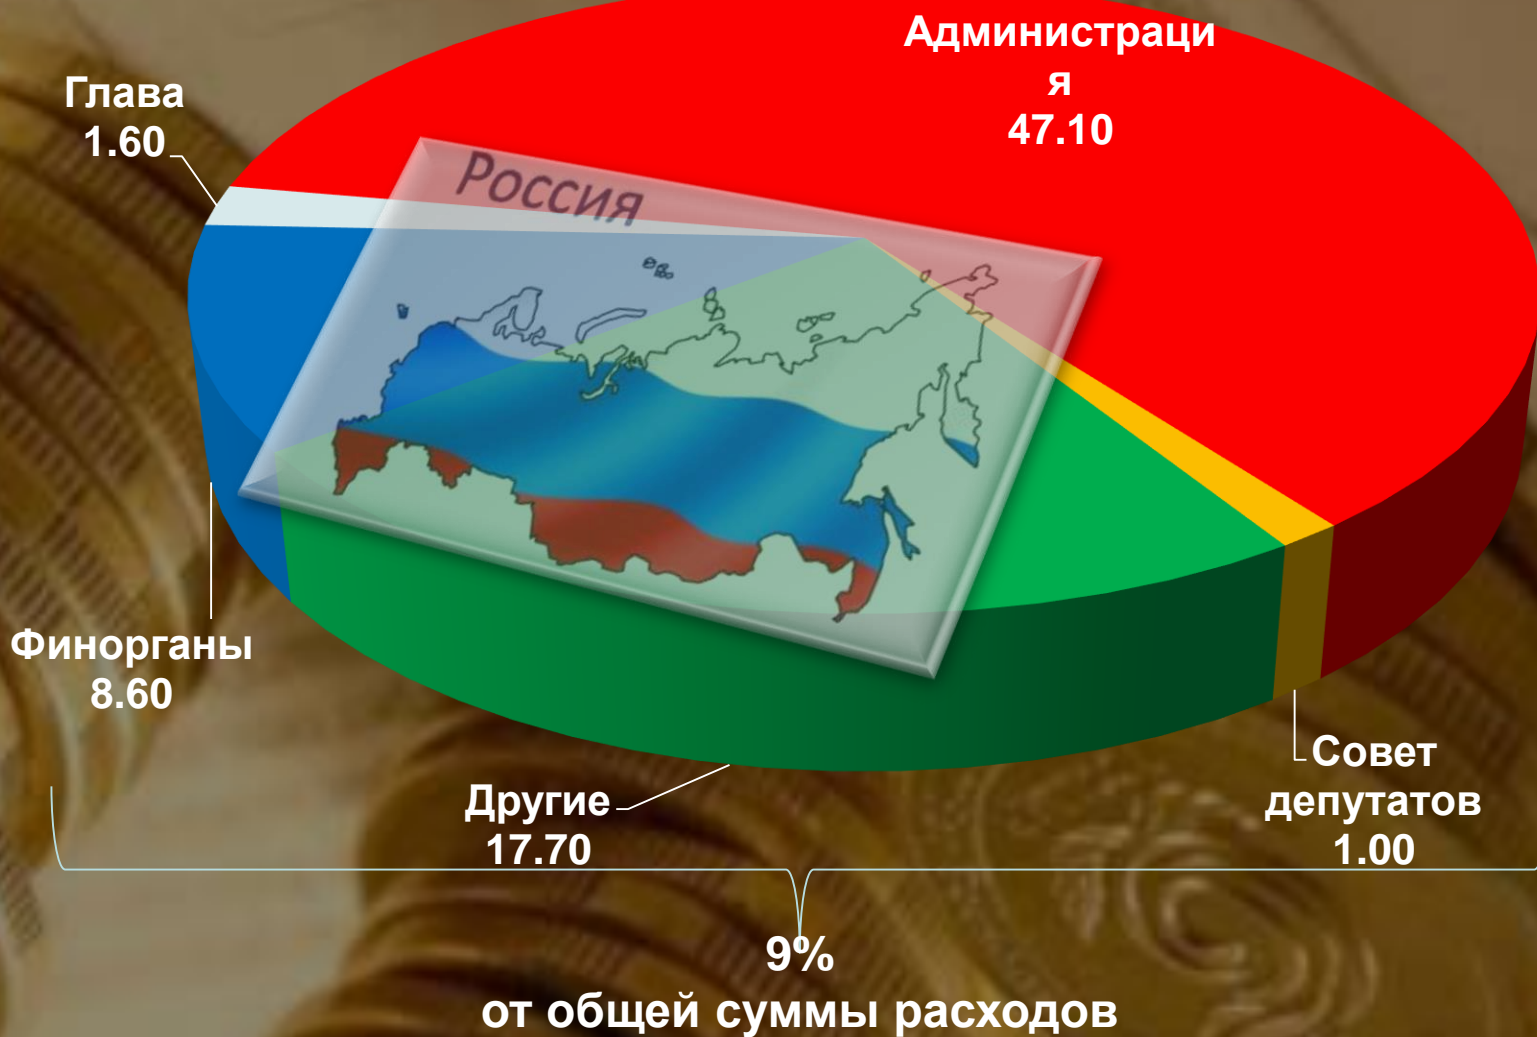 Администраци
я
47.10
Глава
1.60
Россия
Финорганы
8.60
Другие
17.70
Совет
депутатов
1.00
9%
от общей суммы расходов